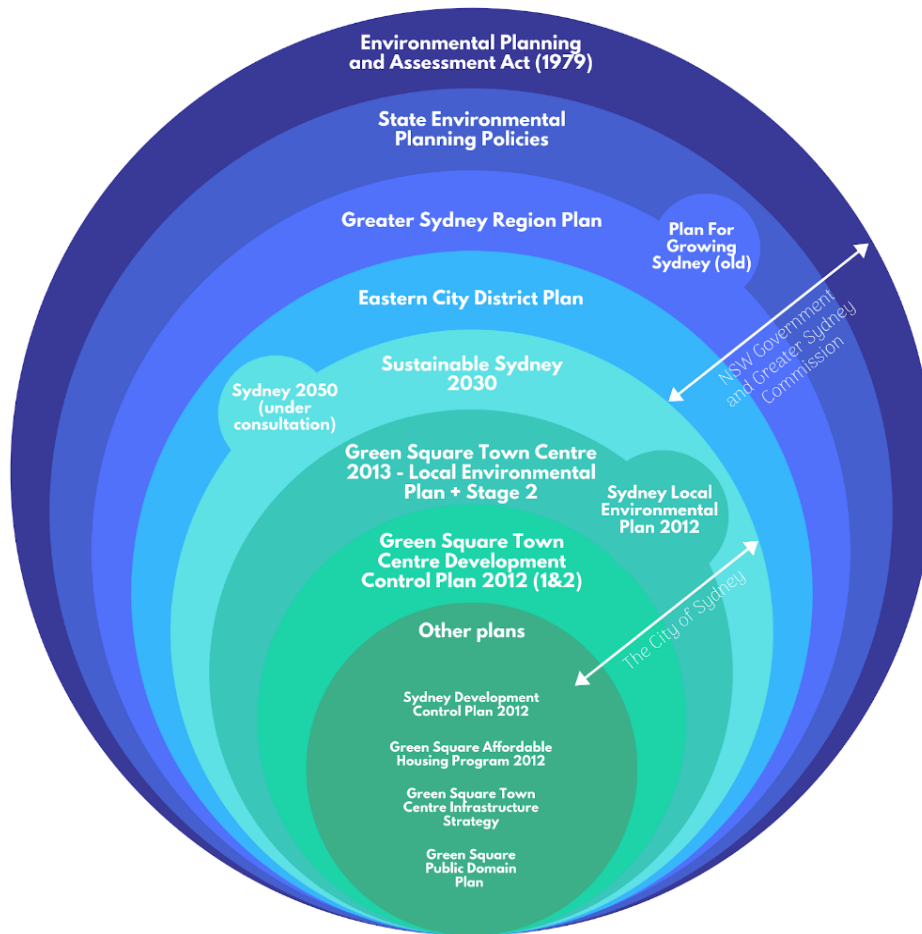 Environmental Planning
and Assessment Act (1979)
State Environmental
Planning Policies
Greater Sydney Region Plan
Plan For
Growing
Sydney (old)
NSW Government
and Greater Sydney
Commission
Eastern City District Plan
Sustainable Sydney
2030
Sydney 2050
(under
consultation)
Green Square Town Centre
2013 - Local Environmental
Plan + Stage 2
Sydney Local
Environmental
Plan 2012
Green Square Town
Centre Development
Control Plan 2012 (1&2)
The City of Sydney
Other plans
Sydney Development
Control Plan 2012
Green Square Affordable
Housing Program 2012
Green Square Town
Centre Infrastructure
Strategy
Green Square
Public Domain
Plan